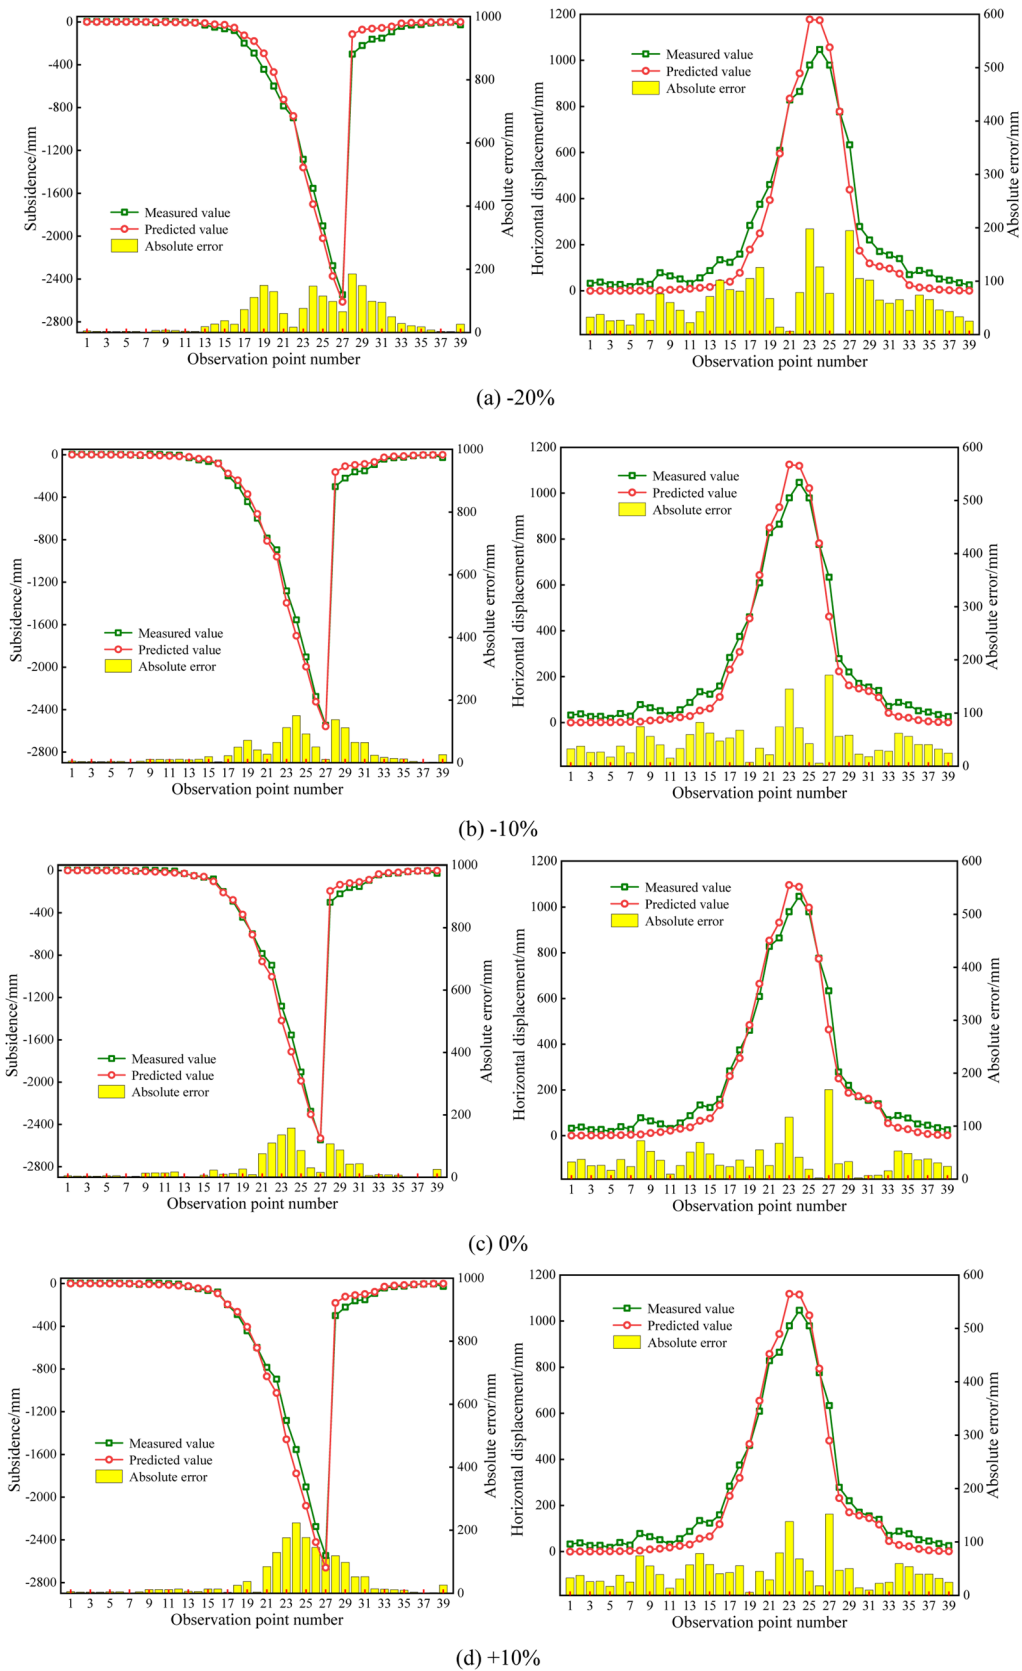 0
-400
-800
-1200
-1600
-2000
-2400
-2800
Subsidence/mm
Measured value
Predicted value
Absolute error
1000
800
600
400
200
0
Absolute error/mm
1 3 5 7 9 11 13 15 17 19 21 23 25 27 29 31 33 35 37 39
Observation point number
1200
1000
800
600
400
200
0
Horizontal displacement/mm
Measured value
Predicted value
Absolute error
600
500
400
300
200
100
0
Absolute error/mm
1 3 5 7 9 11 13 15 17 19 21 23 25 27 29 31 33 35 37 39
Observation point number
(a) -20%
0
-400
-800
-1200
-1600
-2000
-2400
-2800
Subsidence/mm
Measured value
Predicted value
Absolute error
1000
800
600
400
200
0
Absolute error/mm
1 3 5 7 9 11 13 15 17 19 21 23 25 27 29 31 33 35 37 39
Observation point number
1200
1000
800
600
400
200
0
Horizontal displacement/mm
Measured value
Predicted value
Absolute error
600
500
400
300
200
100
0
Absolute error/mm
1 3 5 7 9 11 13 15 17 19 21 23 25 27 29 31 33 35 37 39
Observation point number
(b) -10%
0
-400
-800
-1200
-1600
-2000
-2400
-2800
Subsidence/mm
Measured value
Predicted value
Absolute error
1000
800
600
400
200
0
Absolute error/mm
1 3 5 7 9 11 13 15 17 19 21 23 25 27 29 31 33 35 37 39
Observation point number
1200
1000
800
600
400
200
0
Horizontal displacement/mm
Measured value
Predicted value
Absolute error
600
500
400
300
200
100
0
Absolute error/mm
1 3 5 7 9 11 13 15 17 19 21 23 25 27 29 31 33 35 37 39
Observation point number
(c) 0%
0
-400
-800
-1200
-1600
-2000
-2400
-2800
Subsidence/mm
Measured value
Predicted value
Absolute error
1000
800
600
400
200
0
Absolute error/mm
1 3 5 7 9 11 13 15 17 19 21 23 25 27 29 31 33 35 37 39
Observation point number
1200
1000
800
600
400
200
0
Horizontal displacement/mm
Measured value
Predicted value
Absolute error
600
500
400
300
200
100
0
Absolute error/mm
1 3 5 7 9 11 13 15 17 19 21 23 25 27 29 31 33 35 37 39
Observation point number
(d) +10%